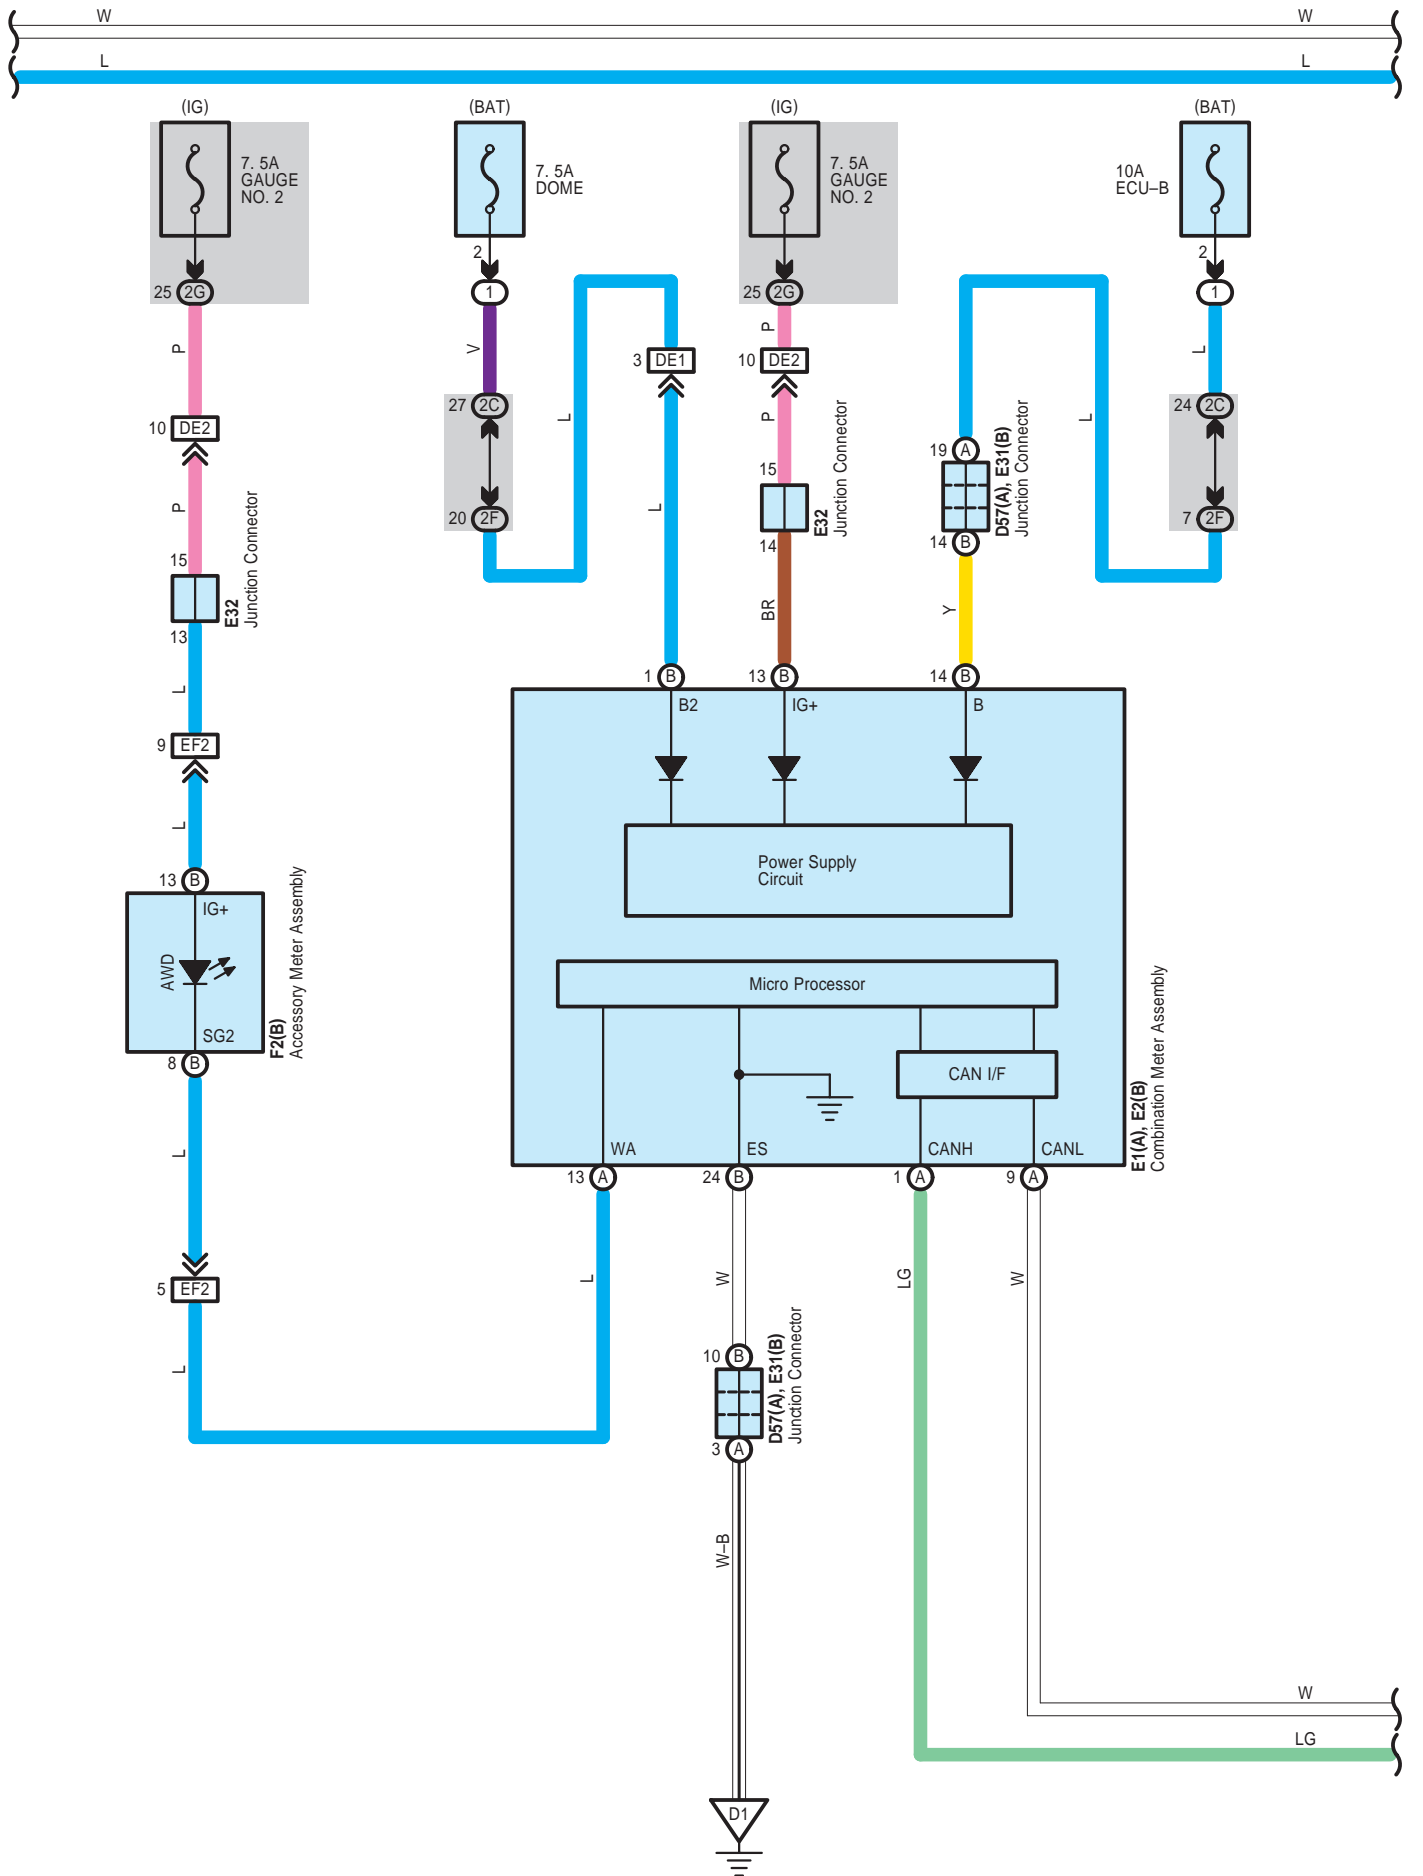 W
W
L
L
(IG)
(BAT)
(IG)
(BAT)
7. 5A
GAUGE
NO. 2
7. 5A
DOME
7. 5A
GAUGE
NO. 2
10A
ECU–B
2
2
25 2G
1
25 2G
1
P
V
L
3 DE1
P
10 DE2
L
L
27 2C
24 2C
10 DE2
P
15
E32
Junction Connector
14
19 A
D57(A), E31(B)
Junction Connector
14 B
20 2F
7 2F
P
L
15
E32
Junction Connector
13
BR
Y
L
9 EF2
L
1 B
13 B
14 B
B2
IG+
B
Power Supply
Circuit
13 B
IG+
AWD
SG2
F2(B)
Accessory Meter Assembly
8 B
Micro Processor
CAN I/F
WA
ES
CANH
CANL
E1(A), E2(B)
Combination Meter Assembly
13 A
24 B
1 A
9 A
L
5 EF2
L
L
W
LG
W
10 B
D57(A), E31(B)
Junction Connector
3 A
W–B
W
LG
D1